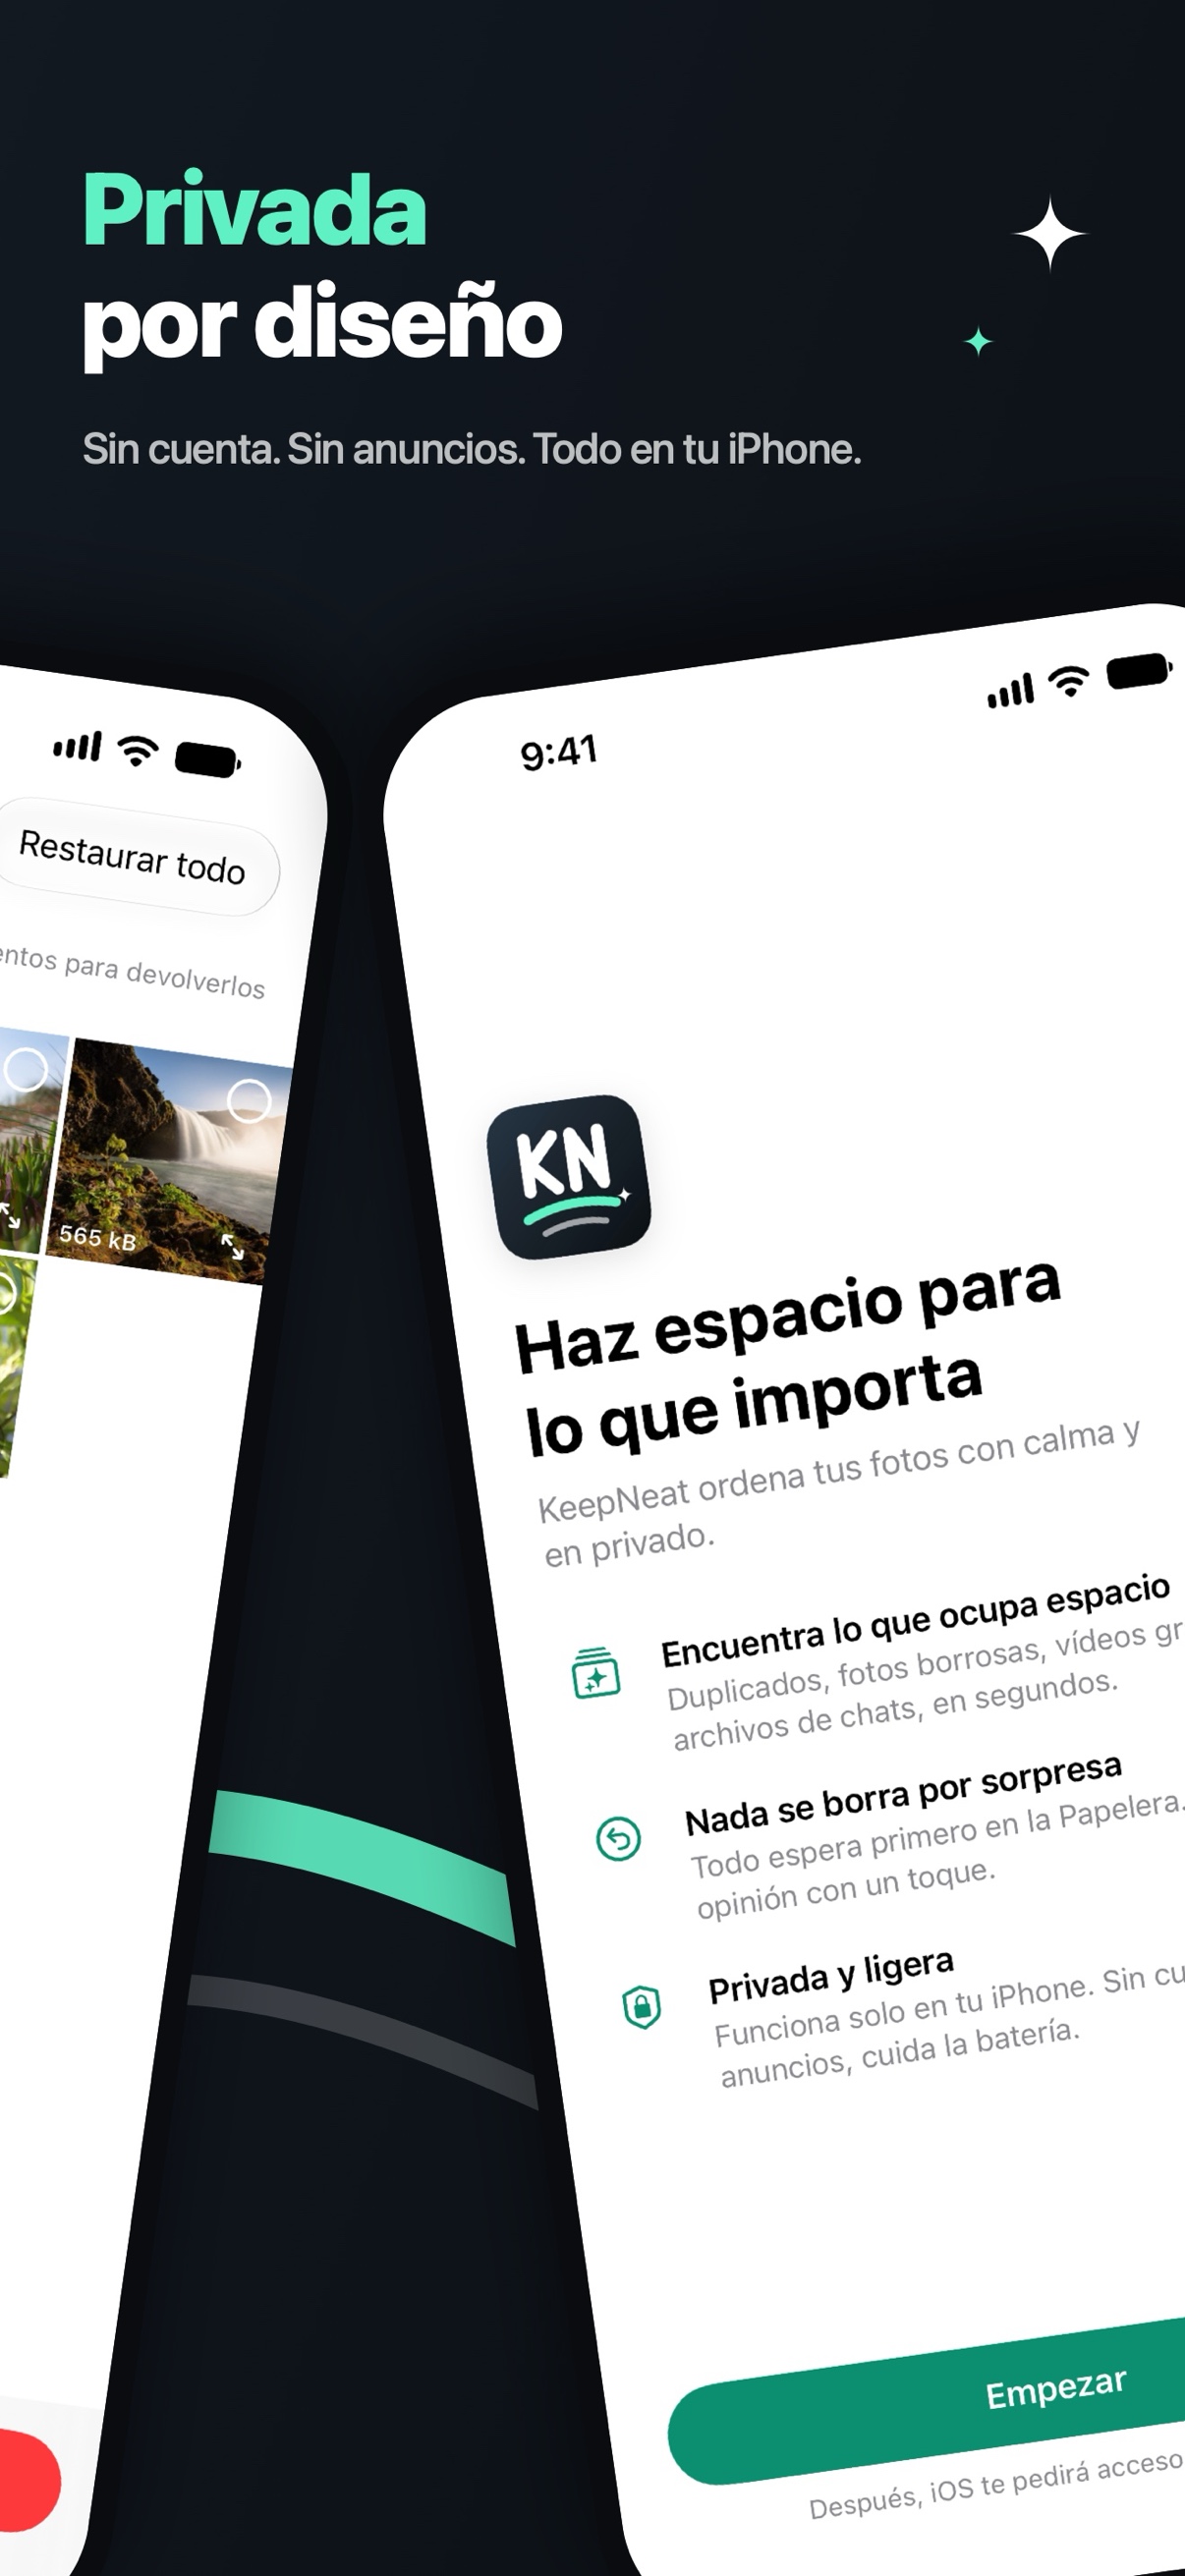 Privada
por diseño
Sin cuenta. Sin anuncios. Todo en tu iPhone.
Restaurar todo
para devolverlos
565 kB
9:41
KN
Haz espacio para
lo que importa
KeepNeat ordena tus fotos con calma y
en privado.
Encuentra lo que ocupa espacio
Duplicados, fotos borrosas, vídeos
archivos de chats, en segundos.
Nada se borra por sorpresa
Todo espera primero en la Papelera.
opinión con un toque.
Privada y ligera
Funciona solo en tu iPhone. Sin
anuncios, cuida la batería.
Empezar
Después, iOS te pedirá acceso